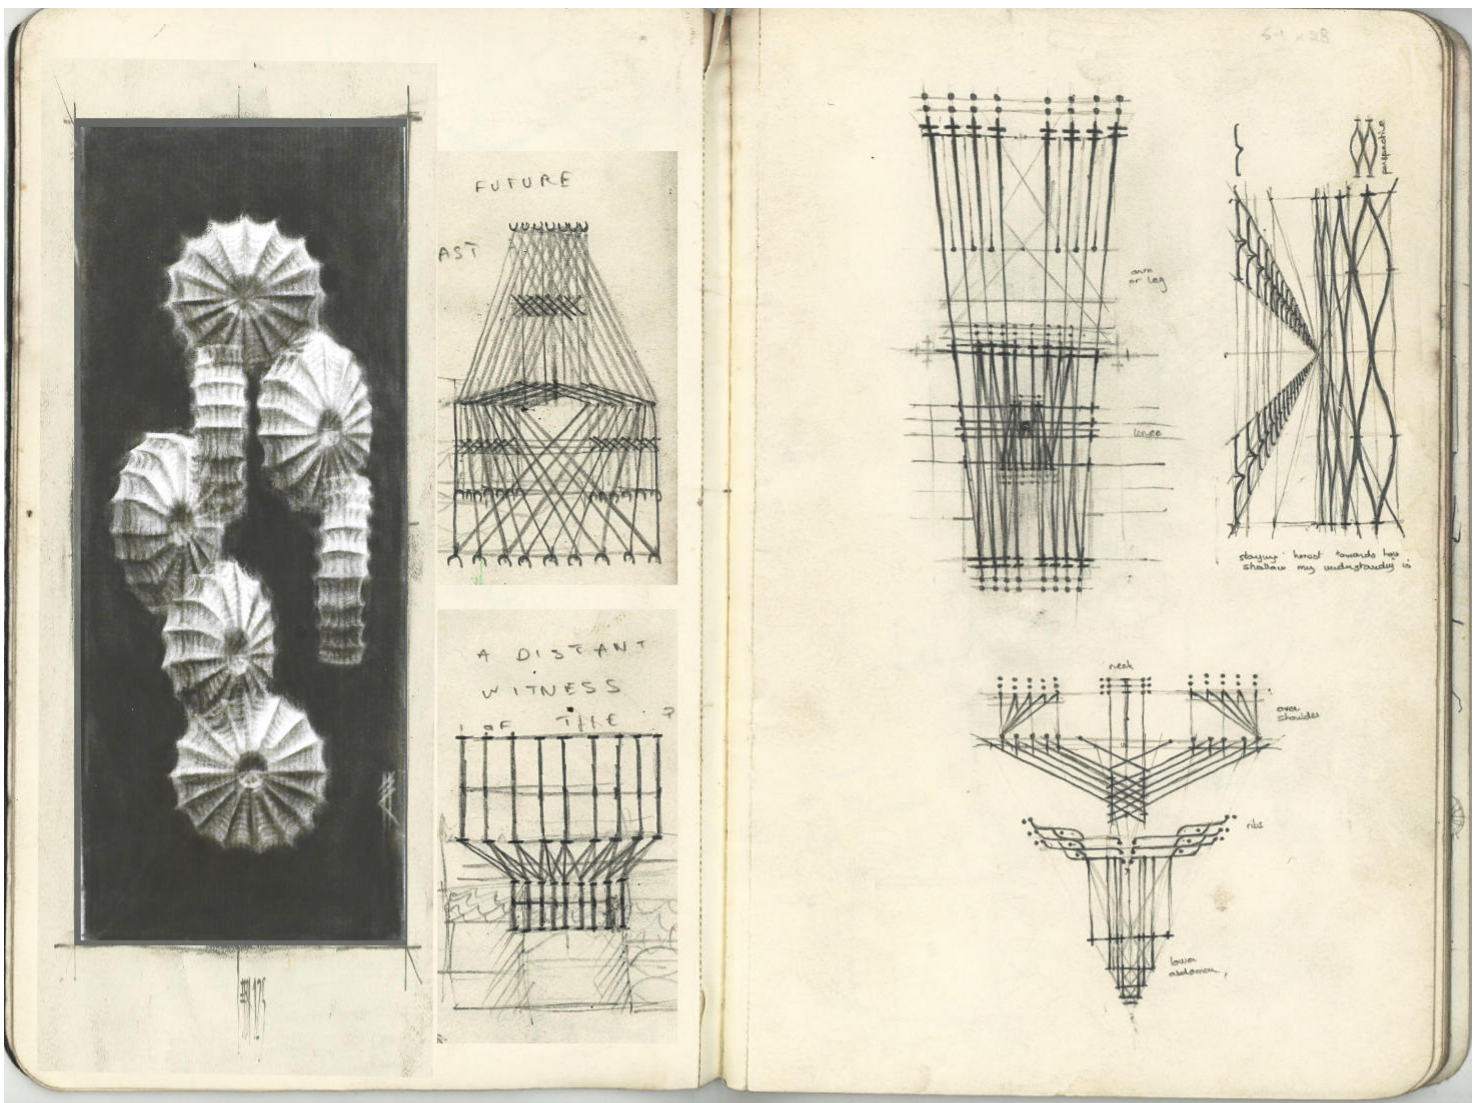 FUTURE
AST
A DISTANT
WITNESS
OF THE ?
perspective
arm
or leg
knee
staying honest towards how
shallow my understanding is
neck
over
shoulder
ribs
lower
abdomen,